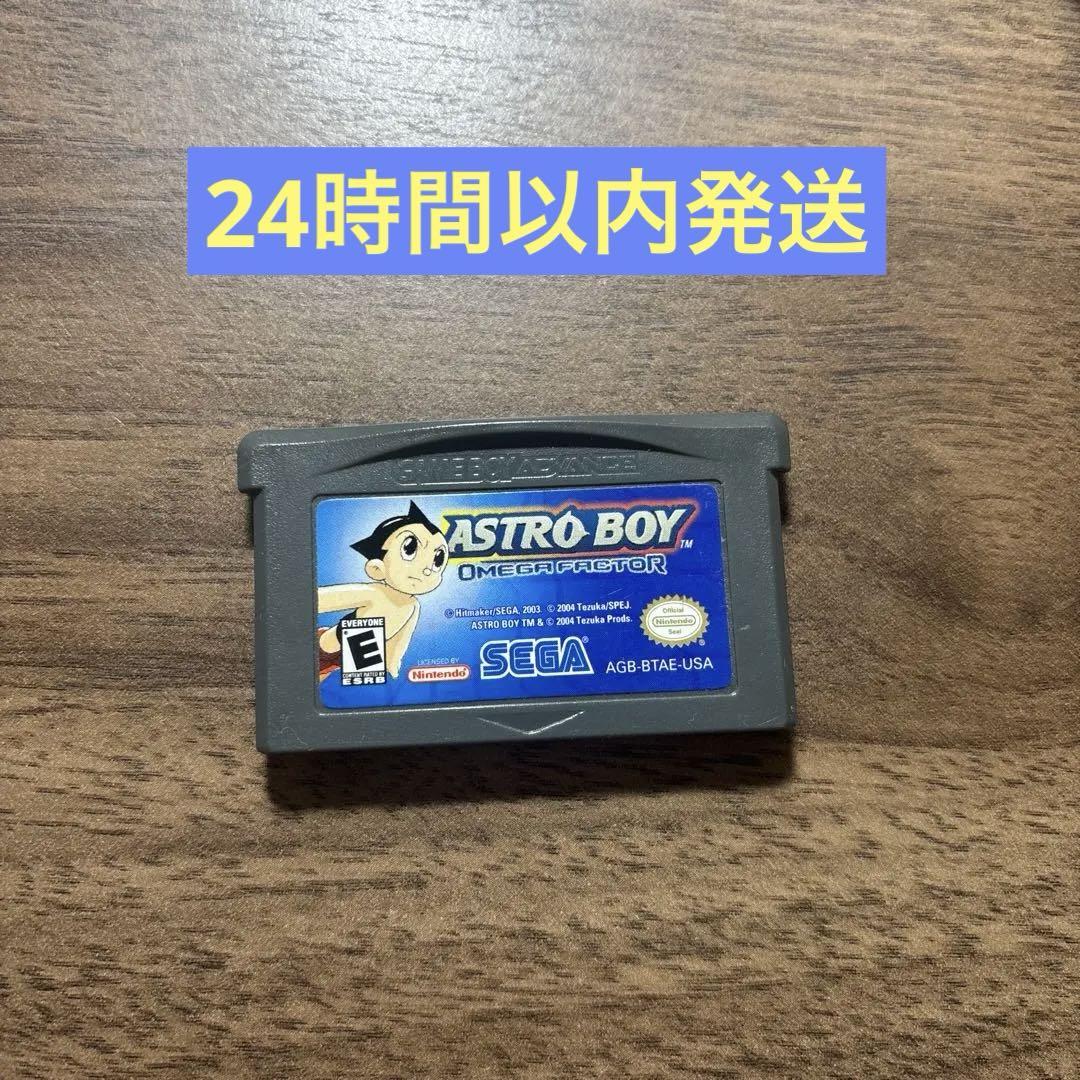 24時間以内発送
GAME BOY ADVANCE
ASTRO BOY™
OMEGA FACTOR
© Hitmaker/SEGA, 2003. © 2004 Tezuka/SPEJ.
ASTRO BOY TM & © 2004 Tezuka Prods.
EVERYONE
E
CONTENT RATED BY
ESRB
LICENSED BY
Nintendo®
SEGA®
AGB-BTAE-USA
Official
Nintendo
Seal
®